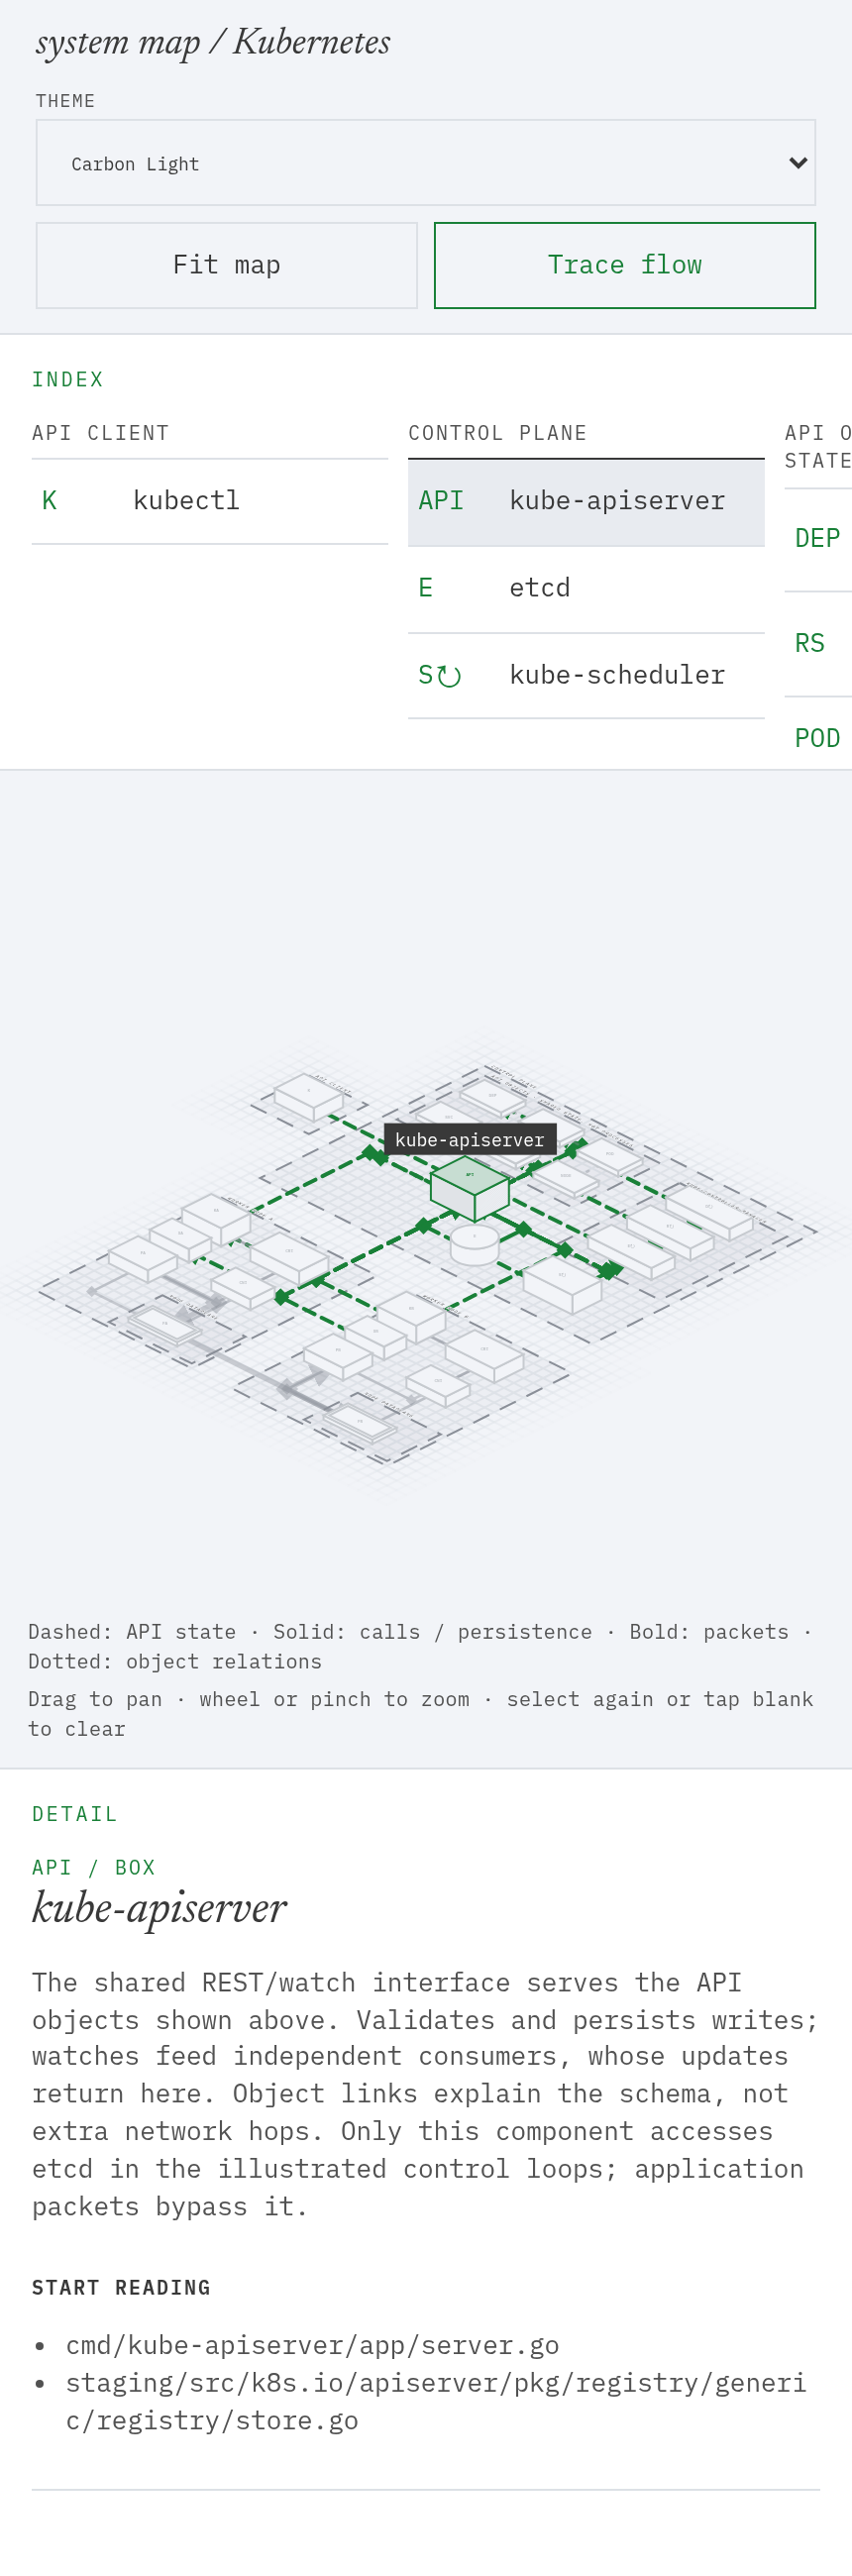 system map / Kubernetes
THEME
Carbon Light
Fit map
Trace flow
INDEX
API CLIENT
K kubectl
CONTROL PLANE
API kube-apiserver
E etcd
S↻ kube-scheduler
API O
STATE
DEP
RS
POD
kube-apiserver
Dashed: API state · Solid: calls / persistence · Bold: packets ·
Dotted: object relations
Drag to pan · wheel or pinch to zoom · select again or tap blank
to clear
DETAIL
API / BOX
kube-apiserver
The shared REST/watch interface serves the API
objects shown above. Validates and persists writes;
watches feed independent consumers, whose updates
return here. Object links explain the schema, not
extra network hops. Only this component accesses
etcd in the illustrated control loops; application
packets bypass it.
START READING
• cmd/kube-apiserver/app/server.go
• staging/src/k8s.io/apiserver/pkg/registry/generi
c/registry/store.go